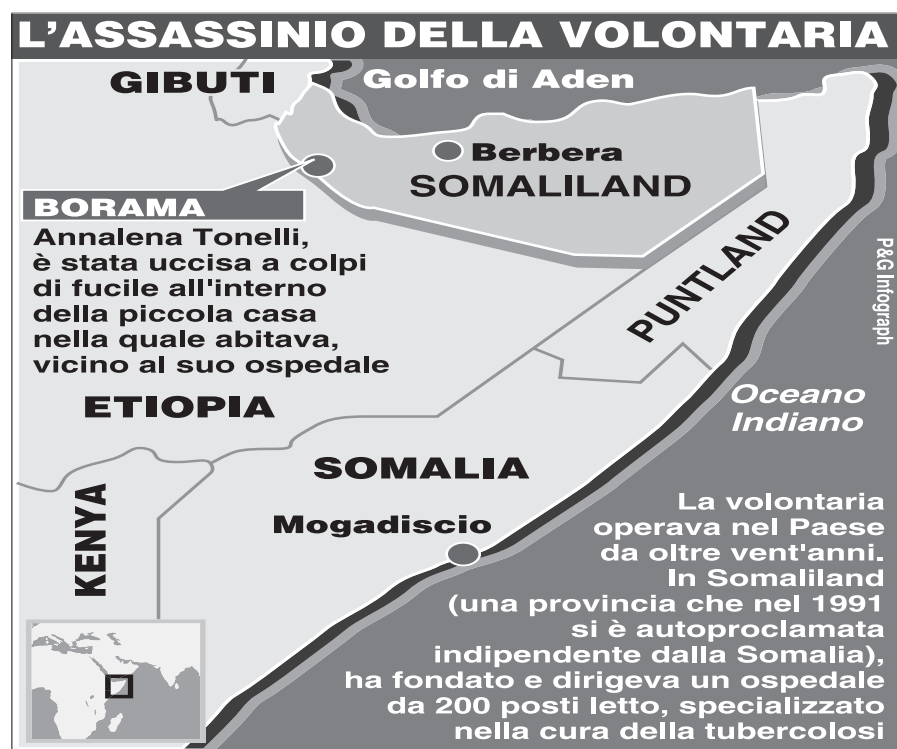 L'ASSASSINIO DELLA VOLONTARIA
GIBUTI
Golfo di Aden
Berbera
SOMALILAND
BORAMA
Annalena Tonelli,
è stata uccisa a colpi
di fucile all'interno
della piccola casa
nella quale abitava,
vicino al suo ospedale
PUNTLAND
P&G Infograph
ETIOPIA
Oceano
Indiano
SOMALIA
KENYA
Mogadiscio
La volontaria
operava nel Paese
da oltre vent'anni.
In Somaliland
(una provincia che nel 1991
si è autoproclamata
indipendente dalla Somalia),
ha fondato e dirigeva un ospedale
da 200 posti letto, specializzato
nella cura della tubercolosi